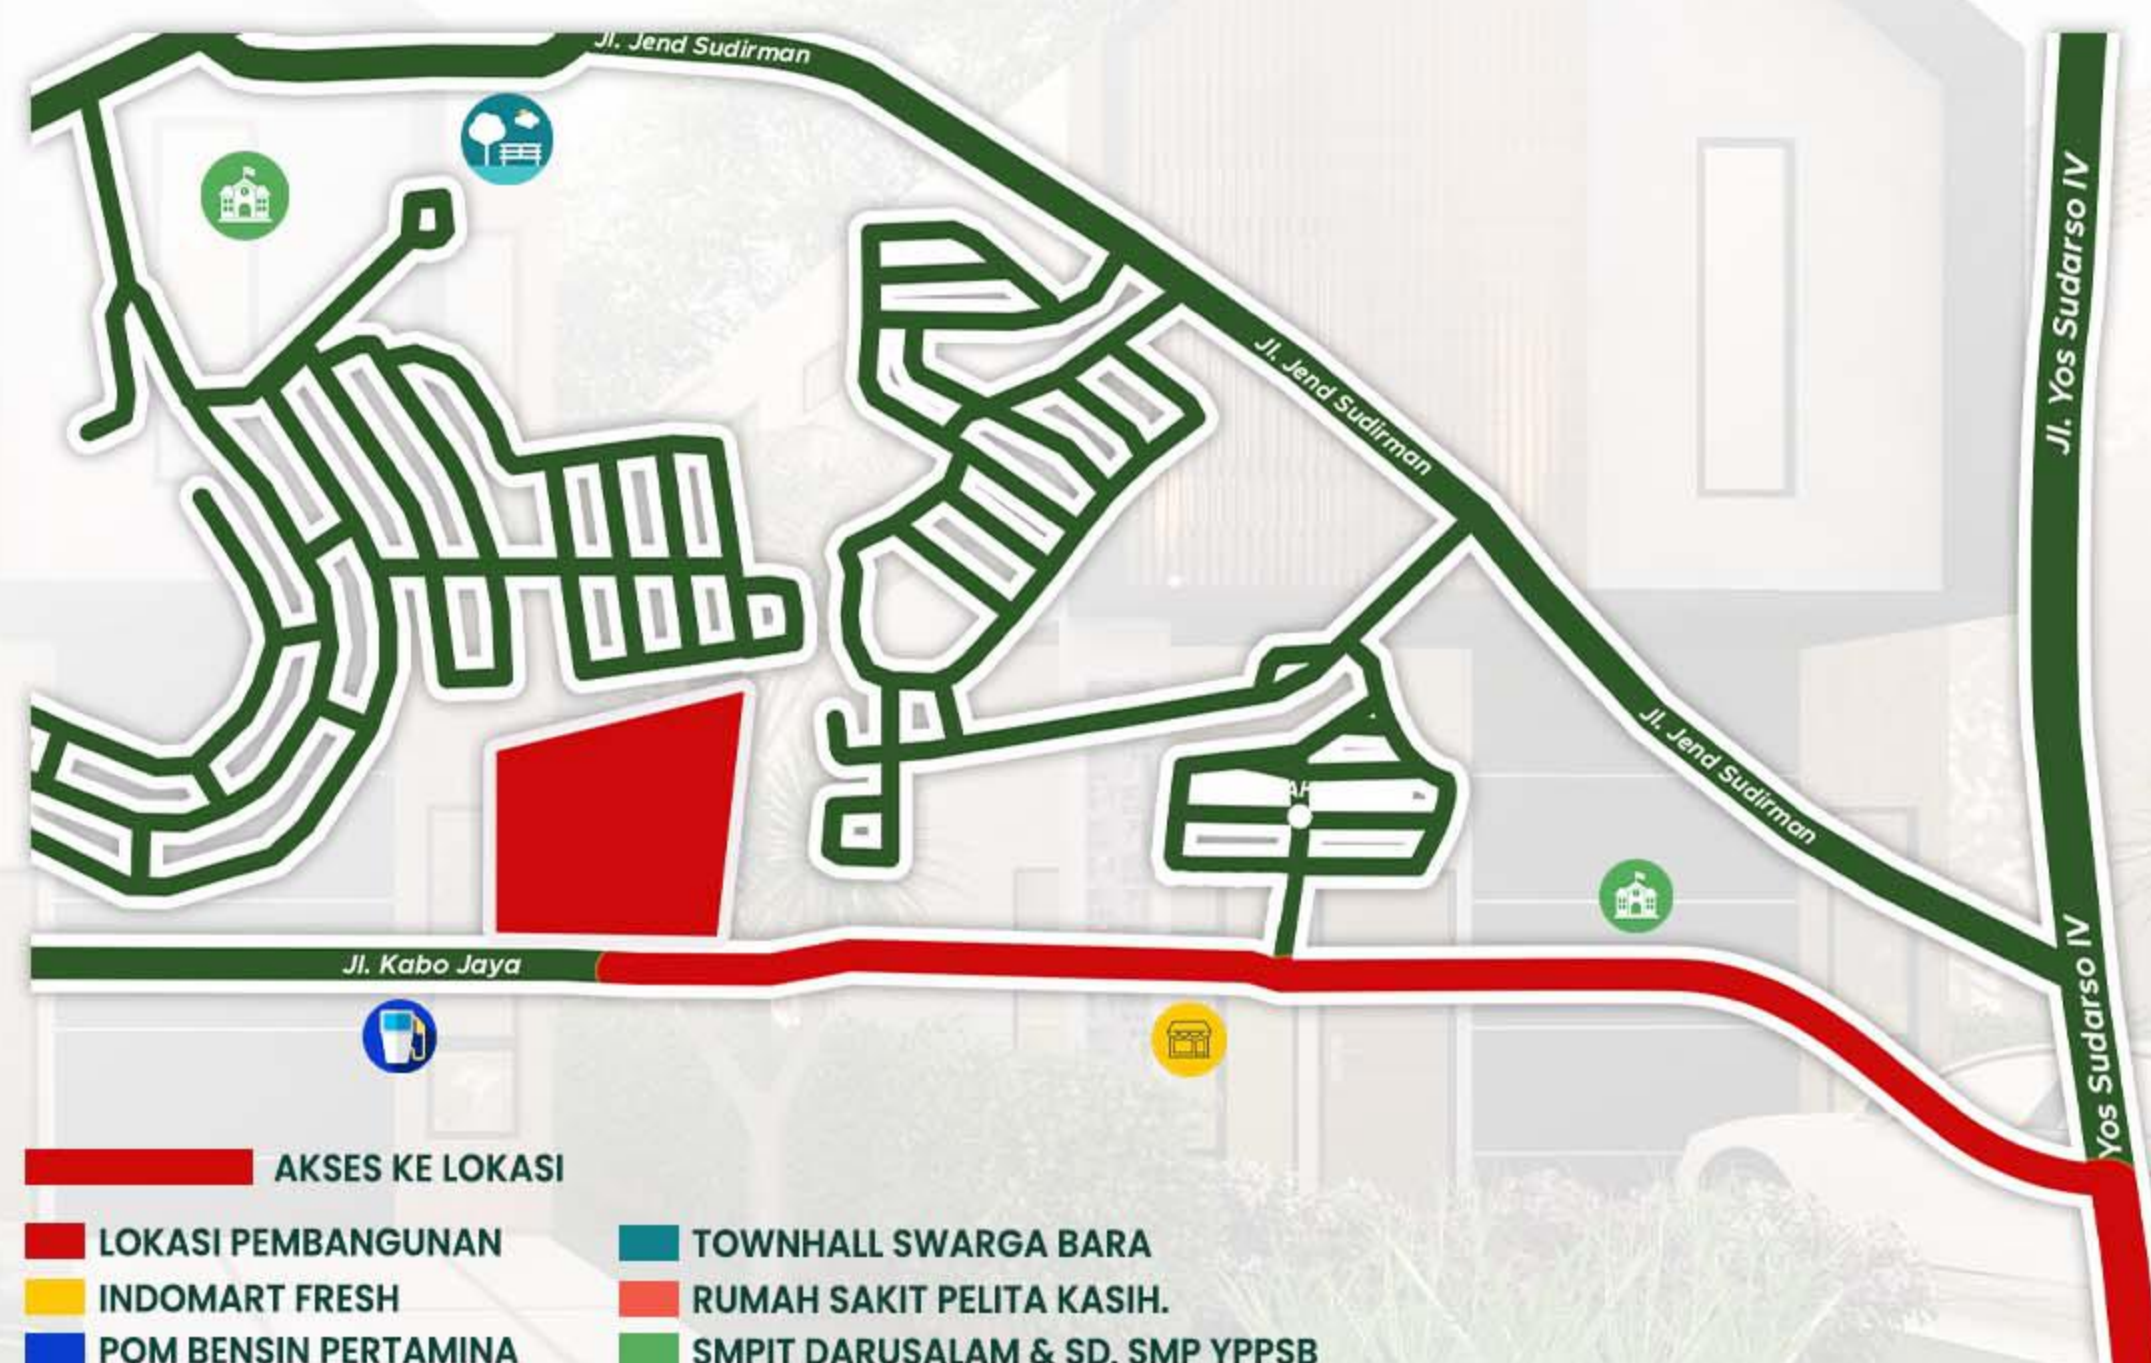 Jl. Jend Sudirman
Jl. Yos Sudarso IV
Jl. Jend Sudirman
Jl. Jend Sudirman
AH
Yos Sudarso IV
Jl. Kabo Jaya
AKSES KE LOKASI
LOKASI PEMBANGUNAN
INDOMART FRESH
POM BENSIN PERTAMINA
TOWNHALL SWARGA BARA
RUMAH SAKIT PELITA KASIH.
SMPIT DARUSALAM & SD, SMP YPPSB